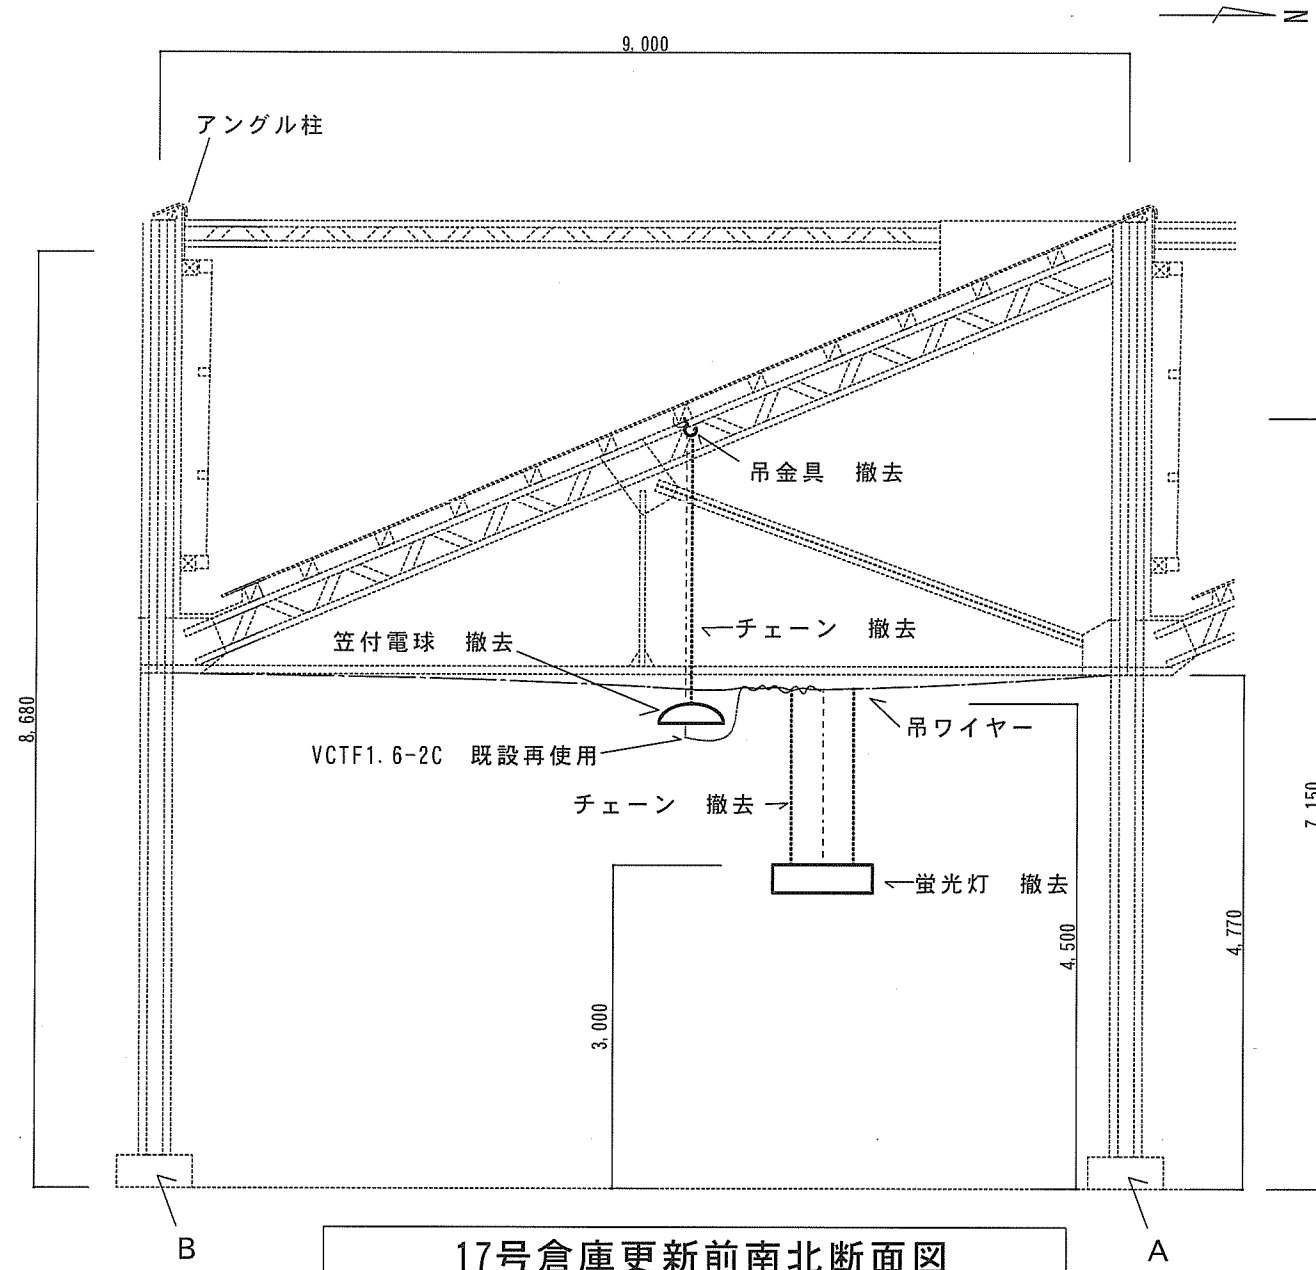 N
9,000
アングル柱
吊金具 撤去
チェーン 撤去
笠付電球 撤去
吊ワイヤー
8,680
VCTF1.6-2C 既設再使用
チェーン 撤去
7,150
蛍光灯 撤去
4,770
4,500
3,000
B
A
17号倉庫更新前南北断面図